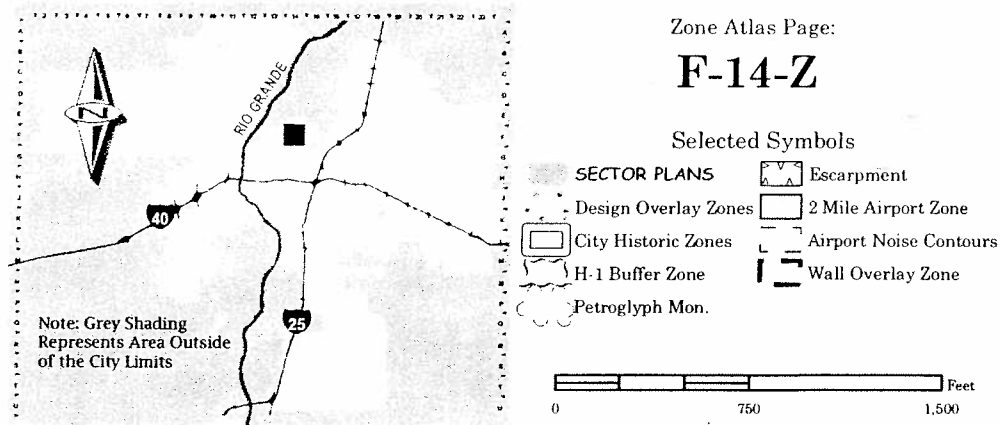 RIO GRANDE
N
40
25
Note: Grey Shading
Represents Area Outside
of the City Limits
Zone Atlas Page:
F-14-Z
Selected Symbols
SECTOR PLANS
Escarpment
Design Overlay Zones
2 Mile Airport Zone
City Historic Zones
Airport Noise Contours
H-1 Buffer Zone
Wall Overlay Zone
Petroglyph Mon.
Feet
0 750 1,500